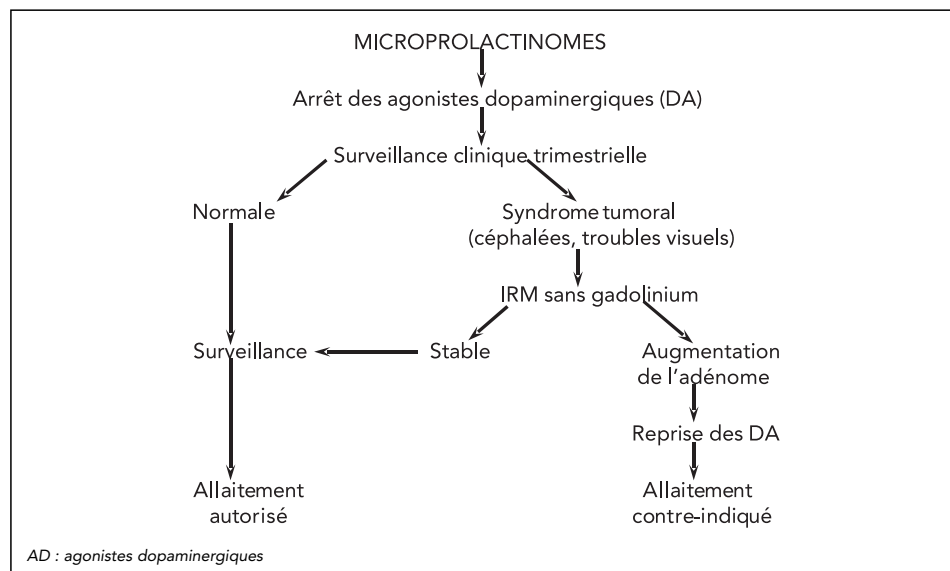 MICROPROLACTINOMES
Arrêt des agonistes dopaminergiques (DA)
Surveillance clinique trimestrielle
Normale
Syndrome tumoral
(céphalées, troubles visuels)
IRM sans gadolinium
Surveillance
Stable
Augmentation
de l'adénome
Reprise des DA
Allaitement
autorisé
Allaitement
contre-indiqué
AD : agonistes dopaminergiques